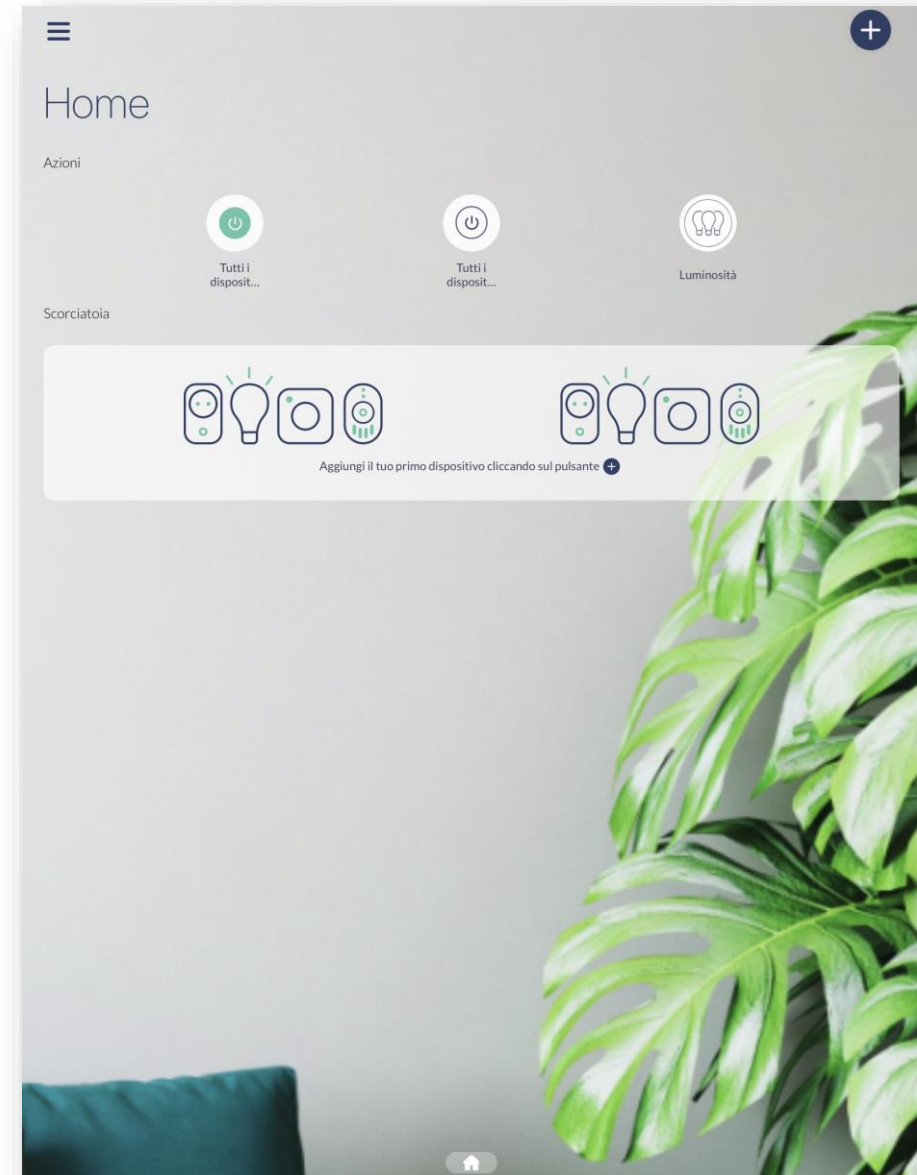 Home
Azioni
Tutti i
disposit...
Tutti i
disposit...
Luminosità
Scorciatoia
Aggiungi il tuo primo dispositivo cliccando sul pulsante